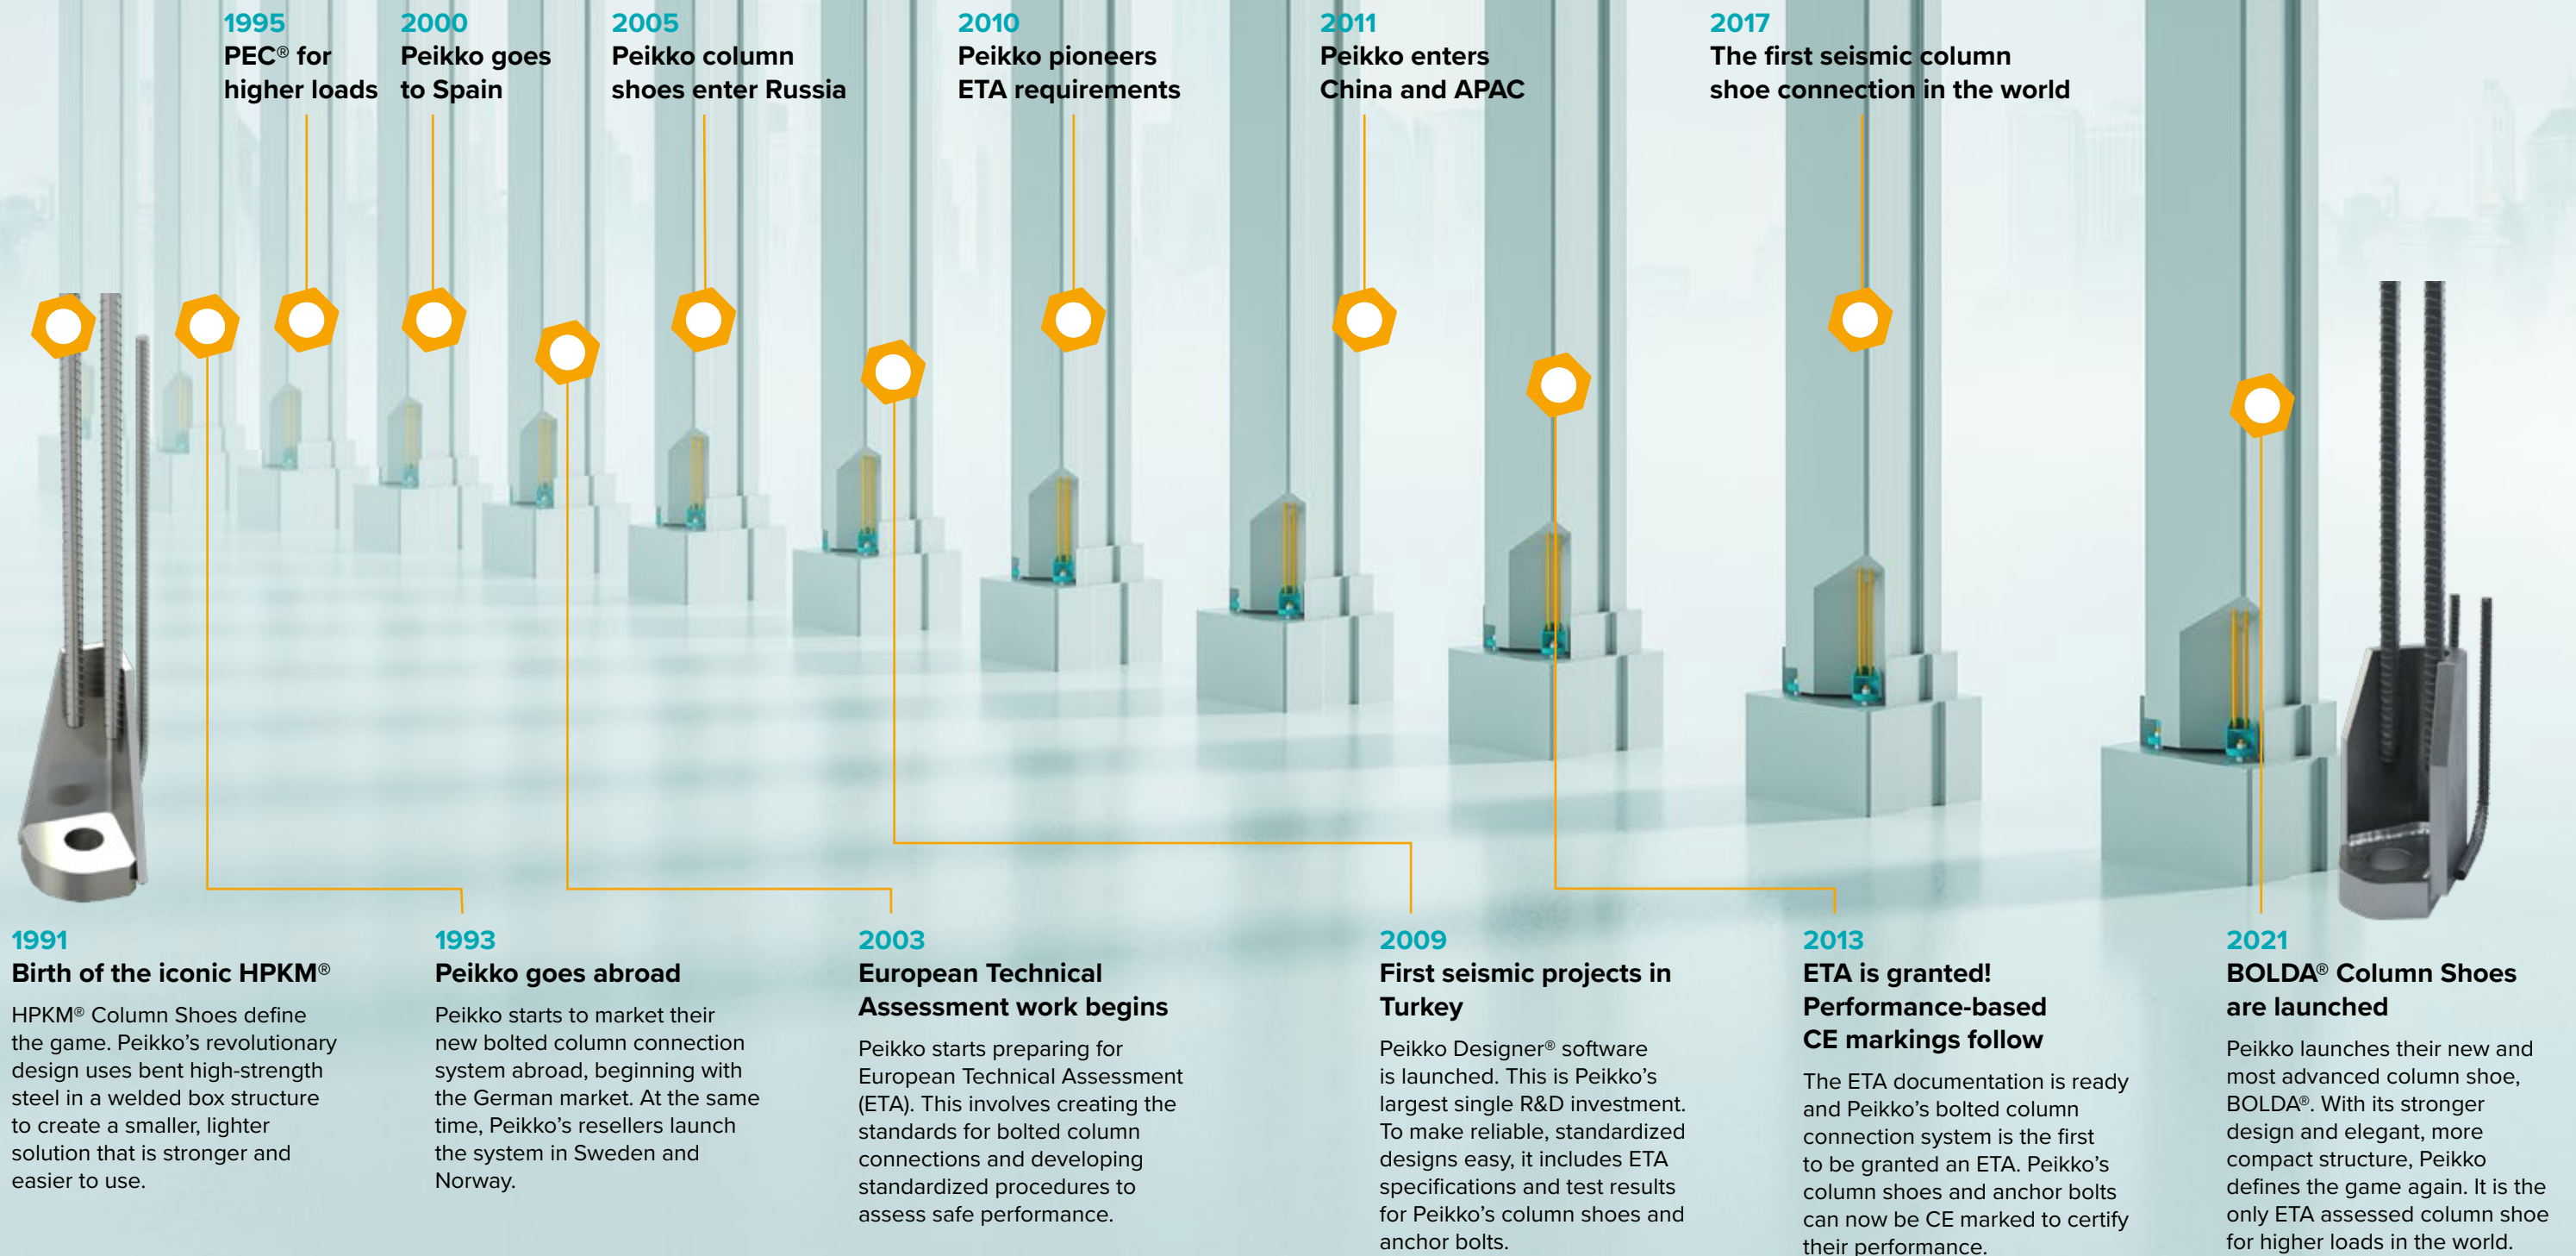 1995
PEC® for
higher loads
2000
Peikko goes
to Spain
2005
Peikko column
shoes enter Russia
2010
Peikko pioneers
ETA requirements
2011
Peikko enters
China and APAC
2017
The first seismic column
shoe connection in the world
1991
Birth of the iconic HPKM®
HPKM® Column Shoes define
the game. Peikko's revolutionary
design uses bent high-strength
steel in a welded box structure
to create a smaller, lighter
solution that is stronger and
easier to use.
1993
Peikko goes abroad
Peikko starts to market their
new bolted column connection
system abroad, beginning with
the German market. At the same
time, Peikko's resellers launch
the system in Sweden and
Norway.
2003
European Technical
Assessment work begins
Peikko starts preparing for
European Technical Assessment
(ETA). This involves creating the
standards for bolted column
connections and developing
standardized procedures to
assess safe performance.
2009
First seismic projects in
Turkey
Peikko Designer® software
is launched. This is Peikko's
largest single R&D investment.
To make reliable, standardized
designs easy, it includes ETA
specifications and test results
for Peikko's column shoes and
anchor bolts.
2013
ETA is granted!
Performance-based
CE markings follow
The ETA documentation is ready
and Peikko's bolted column
connection system is the first
to be granted an ETA. Peikko's
column shoes and anchor bolts
can now be CE marked to certify
their performance.
2021
BOLDA® Column Shoes
are launched
Peikko launches their new and
most advanced column shoe,
BOLDA®. With its stronger
design and elegant, more
compact structure, Peikko
defines the game again. It is the
only ETA assessed column shoe
for higher loads in the world.